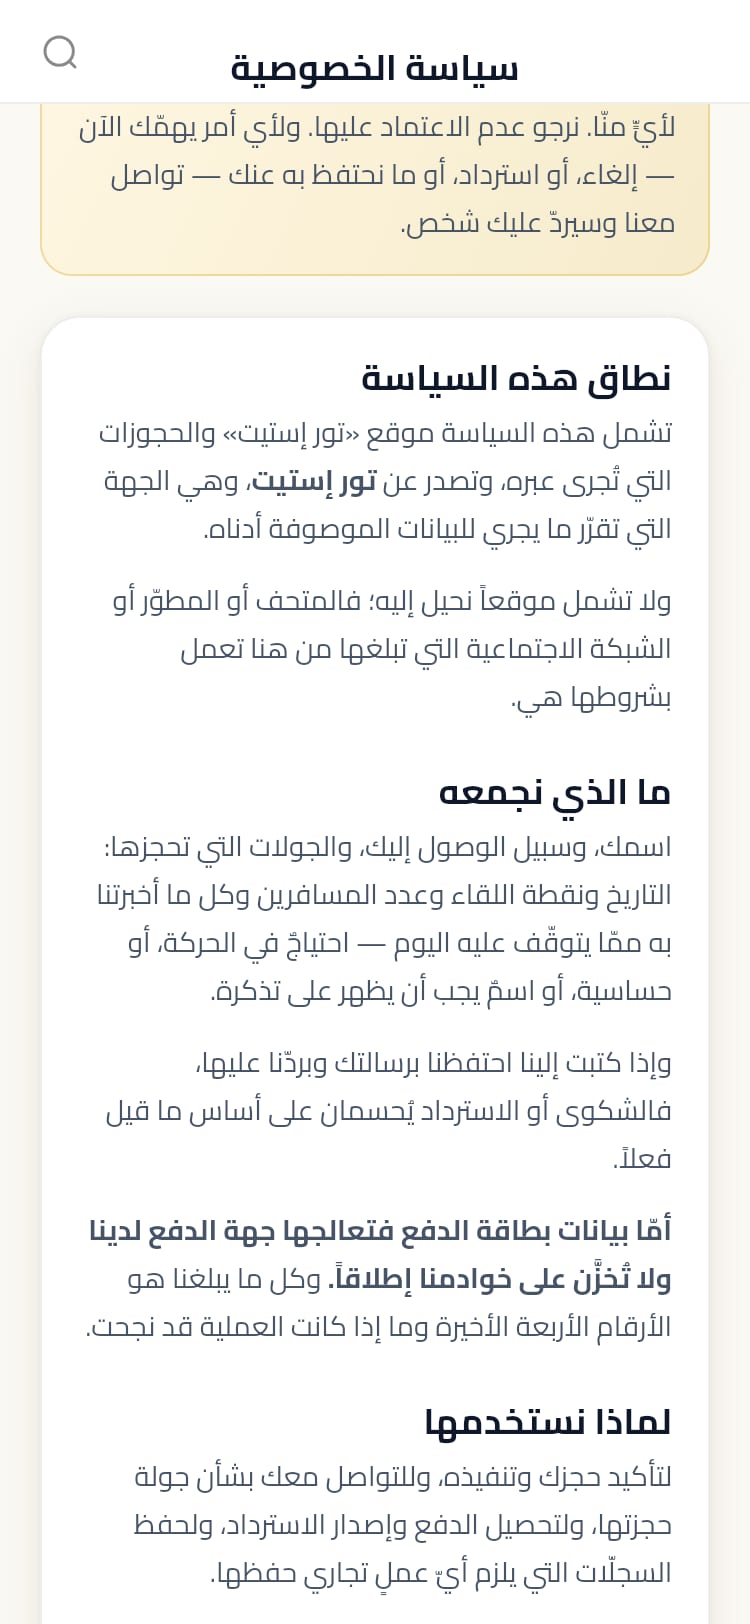 سياسة الخصوصية
لأيٍّ منّا. نرجو عدم الاعتماد عليها. ولأي أمر يهمّك الآن
— إلغاء، أو استرداد، أو ما نحتفظ به عنك — تواصل
معنا وسيردّ عليك شخص.
نطاق هذه السياسة
تشمل هذه السياسة موقع «تور إستيت» والحجوزات
التي تُجرى عبره، وتصدر عن تور إستيت، وهي الجهة
التي تقرّر ما يجري للبيانات الموصوفة أدناه.
ولا تشمل موقعاً نحيل إليه؛ فالمتحف أو المطوّر أو
الشبكة الاجتماعية التي تبلغها من هنا تعمل
بشروطها هي.
ما الذي نجمعه
اسمك، وسبيل الوصول إليك، والجولات التي تحجزها:
التاريخ ونقطة اللقاء وعدد المسافرين وكل ما أخبرتنا
به ممّا يتوقّف عليه اليوم — احتياجٌ في الحركة، أو
حساسية، أو اسمٌ يجب أن يظهر على تذكرة.
وإذا كتبت إلينا احتفظنا برسالتك وبردّنا عليها،
فالشكوى أو الاسترداد يُحسمان على أساس ما قيل
فعلاً.
أمّا بيانات بطاقة الدفع فتعالجها جهة الدفع لدينا
ولا تُخزَّن على خوادمنا إطلاقاً. وكل ما يبلغنا هو
الأرقام الأربعة الأخيرة وما إذا كانت العملية قد نجحت.
لماذا نستخدمها
لتأكيد حجزك وتنفيذه، وللتواصل معك بشأن جولة
حجزتها، ولتحصيل الدفع وإصدار الاسترداد، ولحفظ
السجلّات التي يلزم أيّ عملٍ تجاري حفظها.